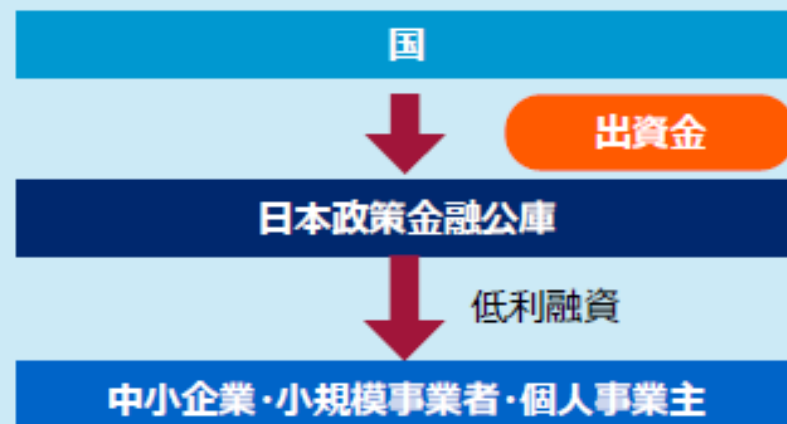 国
出資金
日本政策金融公庫
低利融資
中小企業・小規模事業者・個人事業主